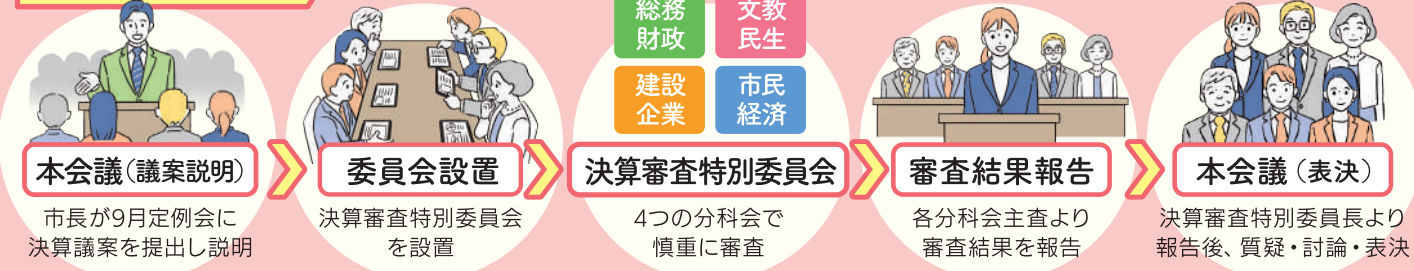 総務
財政
文教
民生
建設
企業
市民
経済
本会議(議案説明)
市長が9月定例会に
決算議案を提出し説明
委員会設置
決算審査特別委員会
を設置
決算審査特別委員会
4つの分科会で
慎重に審査
審査結果報告
各分科会主査より
審査結果を報告
本会議(表決)
決算審査特別委員長より
報告後、質疑・討論・表決